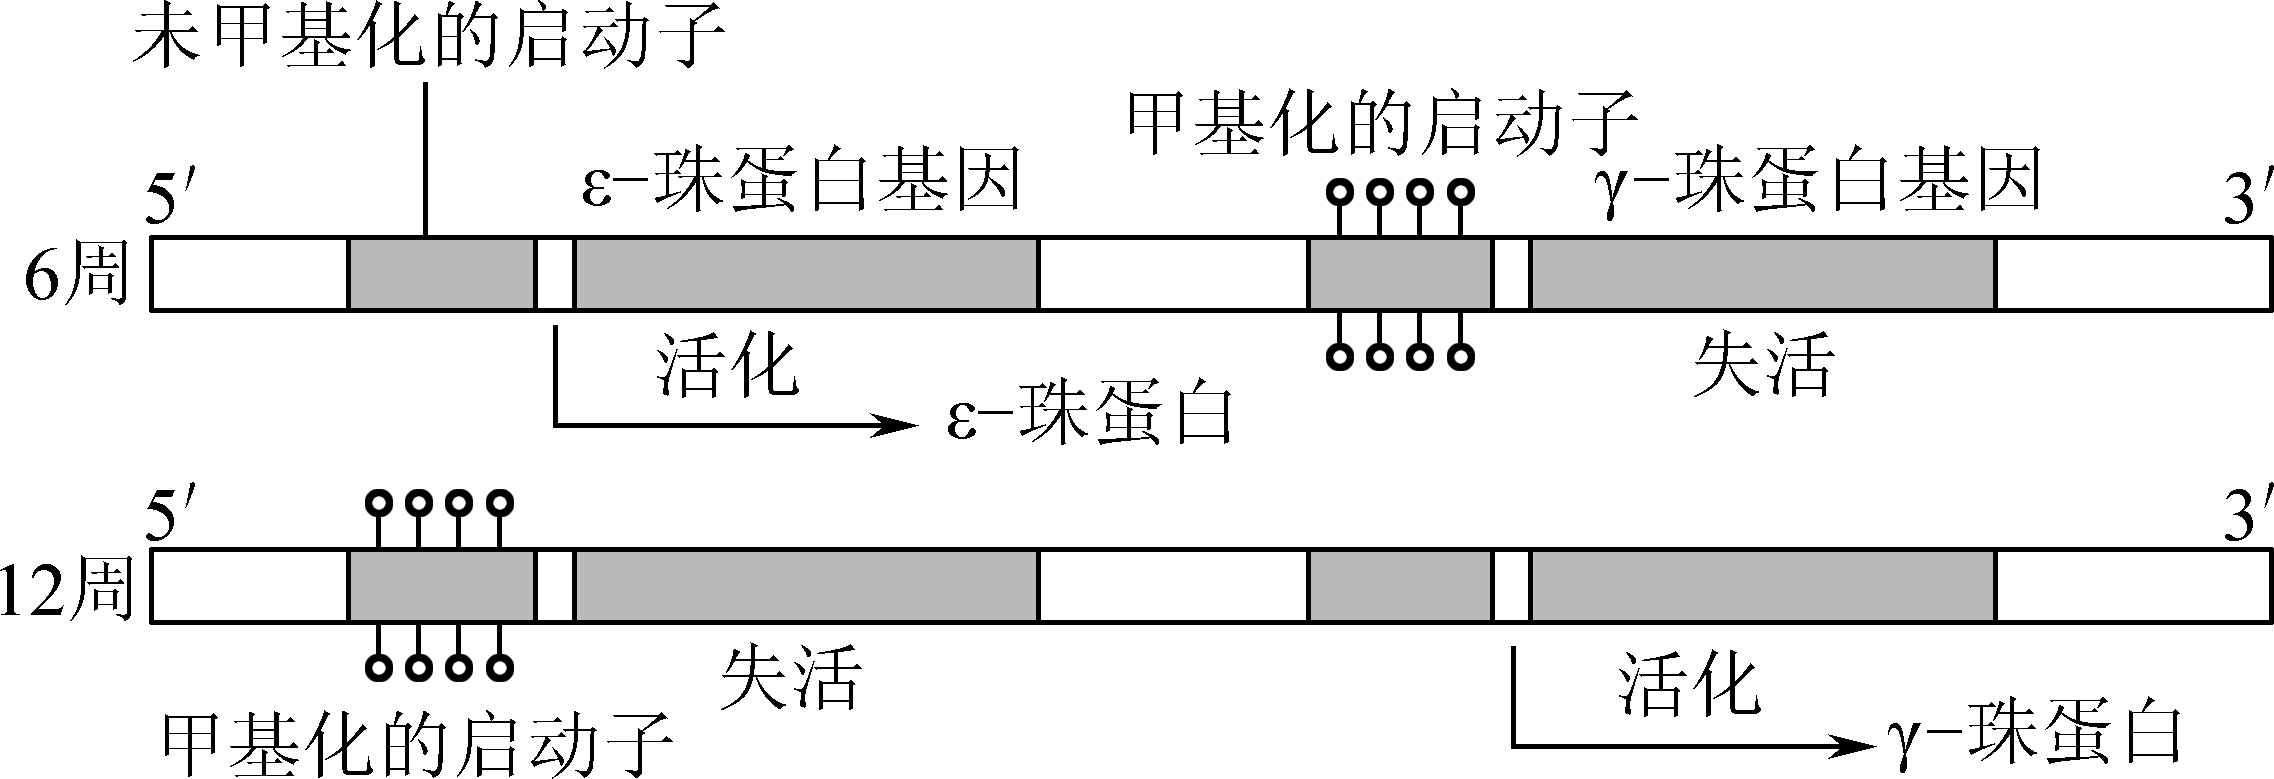 未甲基化的启动子
甲基化的启动子
5′ ε-珠蛋白基因 γ-珠蛋白基因 3′
6周
活化 失活
ε-珠蛋白
5′ 3′
12周
失活 活化
甲基化的启动子 γ-珠蛋白